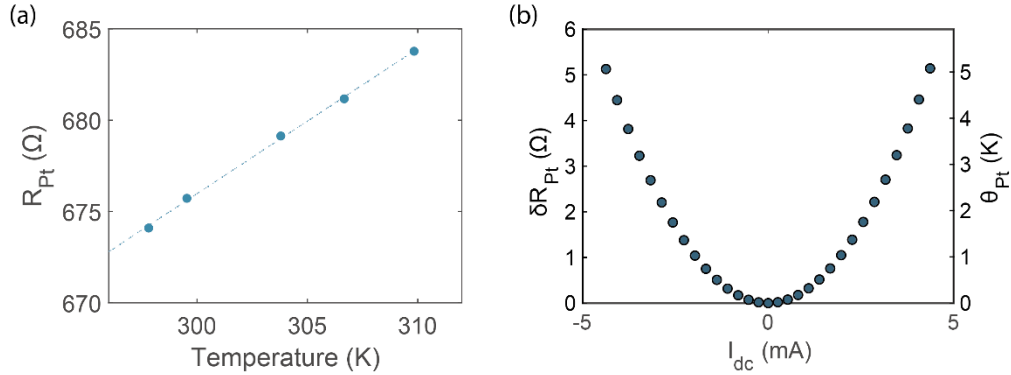 (a)
685
680
675
670
R_Pt (Ω)
300 305 310
Temperature (K)
(b)
6
5
4
3
2
1
0
δR_Pt (Ω)
5
4
3
2
1
0
θ_Pt (K)
-5 0 5
I_dc (mA)